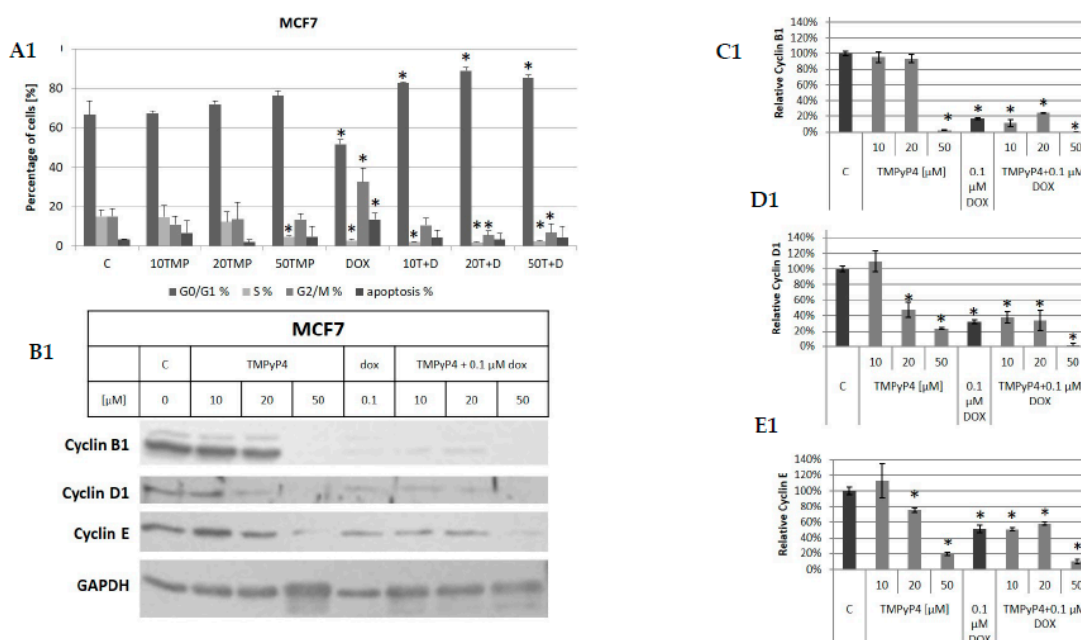 MCF7
A1
Percentage of cells [%]
80
60
40
20
0
* * * * * * * * * * * * *
C 10TMP 20TMP 50TMP DOX 10T+D 20T+D 50T+D
G0/G1 % S % G2/M % apoptosis %
B1
MCF7
C TMPyP4 dox TMPyP4 + 0.1 µM dox
[µM] 0 10 20 50 0.1 10 20 50
Cyclin B1
Cyclin D1
Cyclin E
GAPDH
C1
Relative Cyclin B1
140%
120%
100%
80%
60%
40%
20%
0%
* * * * *
10 20 50 10 20 50
C TMPyP4 [µM] 0.1 µM DOX TMPyP4+0.1 µM DOX
D1
Relative Cyclin D1
140%
120%
100%
80%
60%
40%
20%
0%
* * * * * *
10 20 50 10 20 50
C TMPyP4 [µM] 0.1 µM DOX TMPyP4+0.1 µM DOX
E1
Relative Cyclin E
140%
120%
100%
80%
60%
40%
20%
0%
* * * * * *
10 20 50 10 20 50
C TMPyP4 [µM] 0.1 µM DOX TMPyP4+0.1 µM DOX